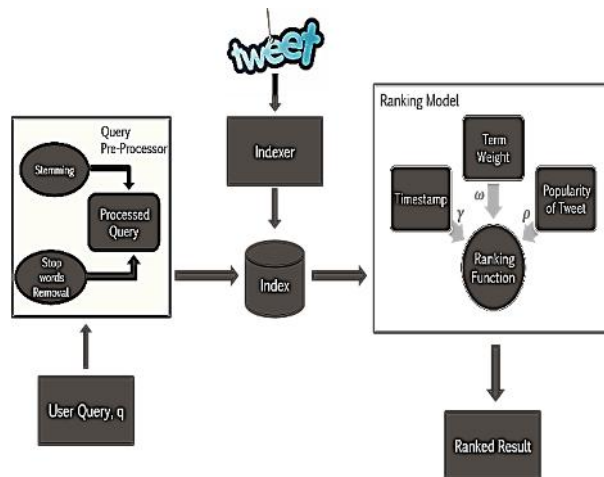 tweet
Ranking Model
Query
Pre-Processor
Stemming
Processed
Query
Stop
words
Removal
Indexer
Index
Term
Weight
Timestamp
Popularity
of Tweet
γ
ω
ρ
Ranking
Function
User Query, q
Ranked Result